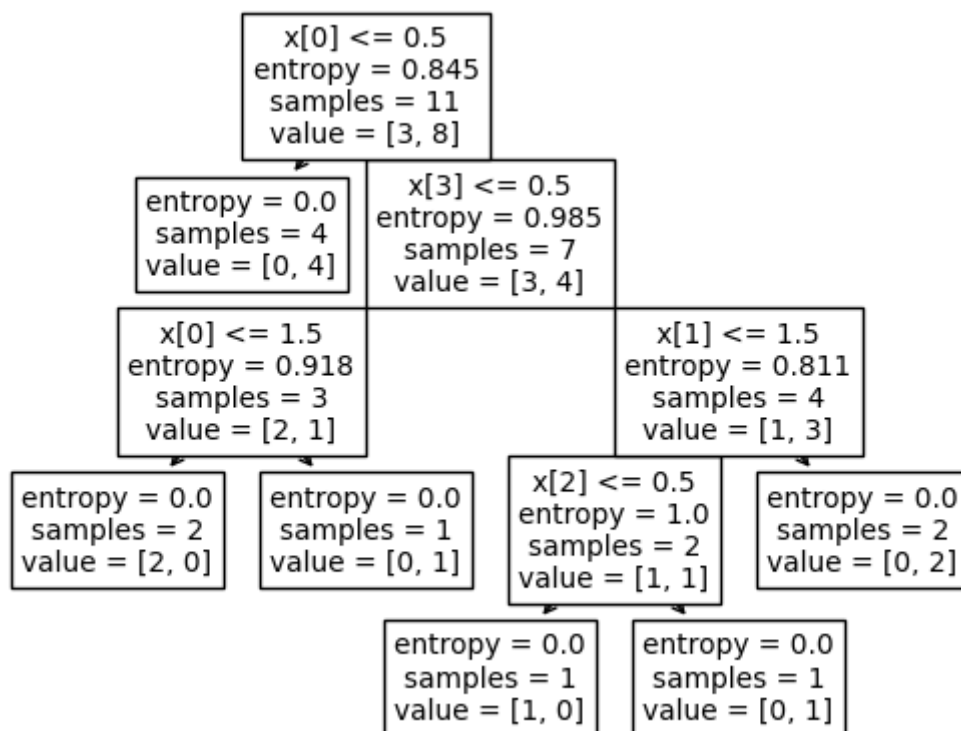 x[0] <= 0.5
entropy = 0.845
samples = 11
value = [3, 8]
entropy = 0.0
samples = 4
value = [0, 4]
x[3] <= 0.5
entropy = 0.985
samples = 7
value = [3, 4]
x[0] <= 1.5
entropy = 0.918
samples = 3
value = [2, 1]
x[1] <= 1.5
entropy = 0.811
samples = 4
value = [1, 3]
entropy = 0.0
samples = 2
value = [2, 0]
entropy = 0.0
samples = 1
value = [0, 1]
x[2] <= 0.5
entropy = 1.0
samples = 2
value = [1, 1]
entropy = 0.0
samples = 2
value = [0, 2]
entropy = 0.0
samples = 1
value = [1, 0]
entropy = 0.0
samples = 1
value = [0, 1]